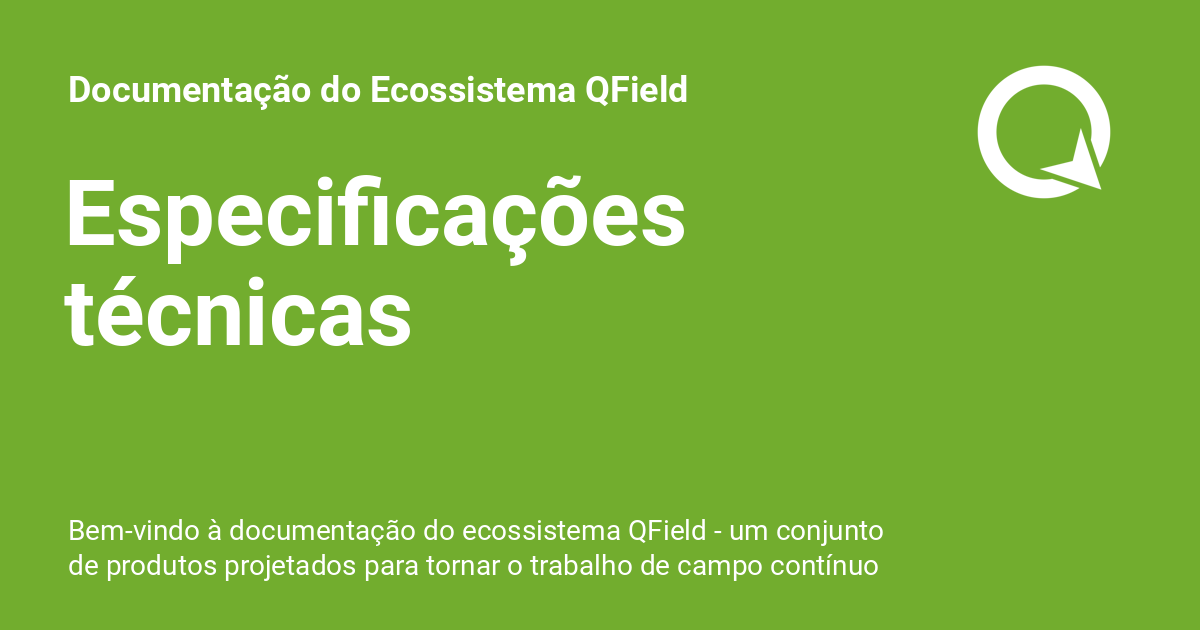 Documentação do Ecossistema QField
Especificações
técnicas
Bem-vindo à documentação do ecossistema QField - um conjunto
de produtos projetados para tornar o trabalho de campo contínuo